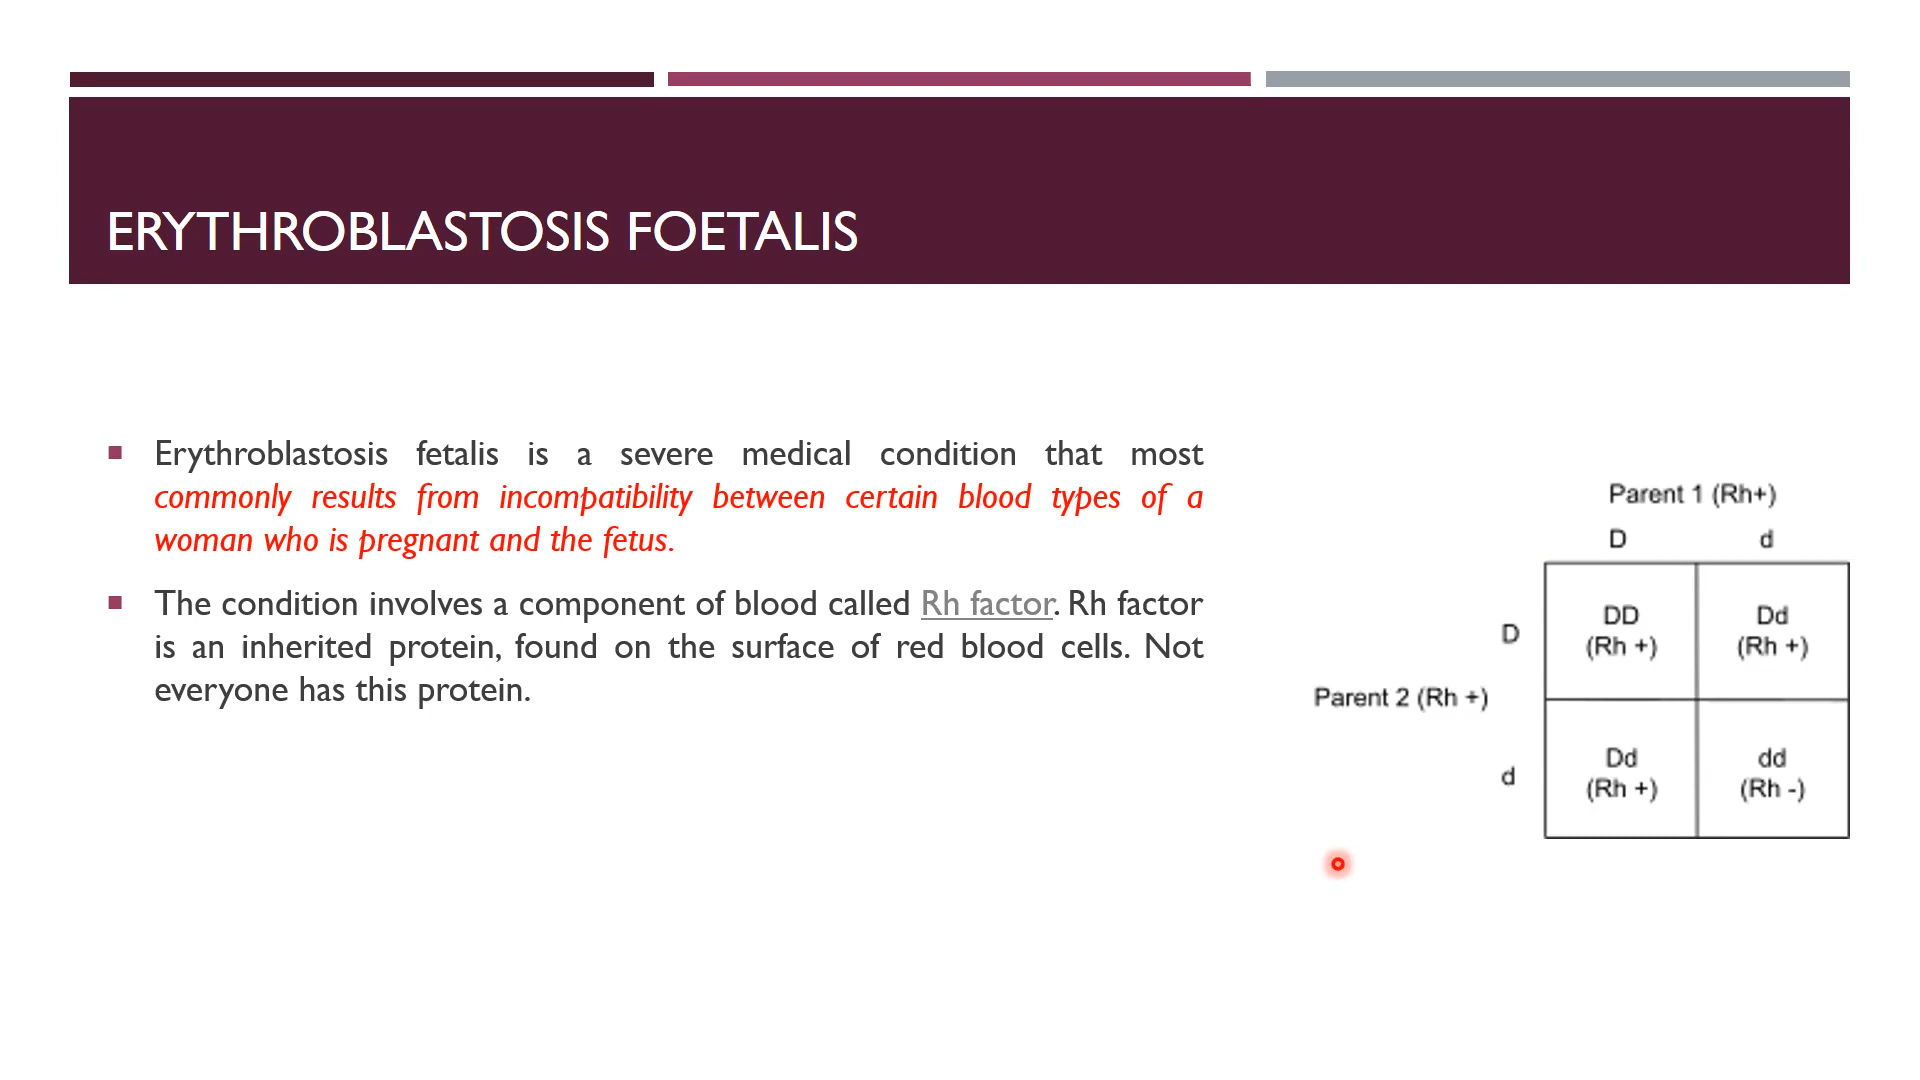 ERYTHROBLASTOSIS FOETALIS
Erythroblastosis fetalis is a severe medical condition that most
commonly results from incompatibility between certain blood types of a
woman who is pregnant and the fetus.
The condition involves a component of blood called Rh factor. Rh factor
is an inherited protein, found on the surface of red blood cells. Not
everyone has this protein.
Parent 1 (Rh+)
D d
D
DD Dd
(Rh +) (Rh +)
Parent 2 (Rh +)
d
Dd dd
(Rh +) (Rh -)